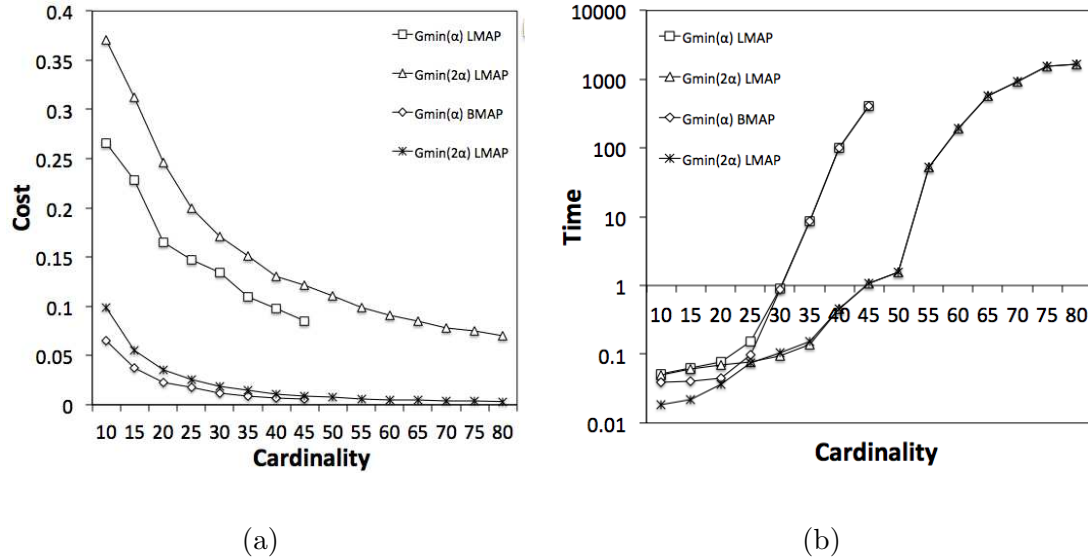 0.4
0.35
0.3
0.25
0.2
0.15
0.1
0.05
0
Cost
Gmin(α) LMAP
Gmin(2α) LMAP
Gmin(α) BMAP
Gmin(2α) LMAP
10 15 20 25 30 35 40 45 50 55 60 65 70 75 80
Cardinality
(a)
10000
1000
100
10
1
0.1
0.01
Time
Gmin(α) LMAP
Gmin(2α) LMAP
Gmin(α) BMAP
Gmin(2α) LMAP
10 15 20 25 30 35 40 45 50 55 60 65 70 75 80
Cardinality
(b)